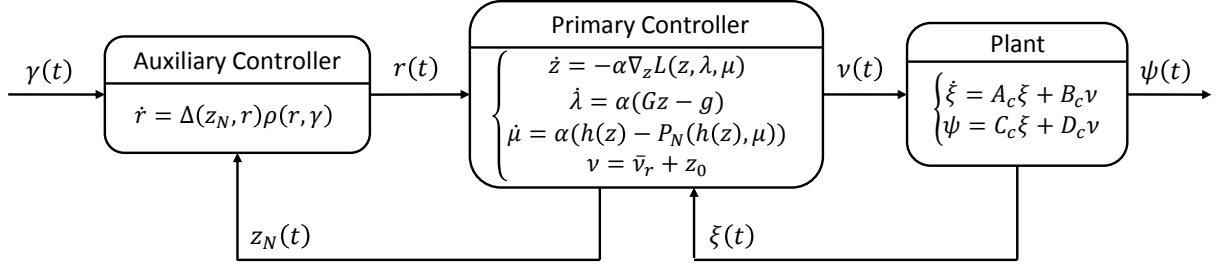 γ(t)
Auxiliary Controller
ṙ = Δ(z_N, r)ρ(r, γ)
r(t)
Primary Controller
ż = −α∇_z L(z, λ, μ)
λ̇ = α(Gz − g)
μ̇ = α(h(z) − P_N(h(z), μ))
ν = ν̄_r + z_0
ν(t)
Plant
ξ̇ = A_c ξ + B_c ν
ψ = C_c ξ + D_c ν
ψ(t)
z_N(t)
ξ(t)